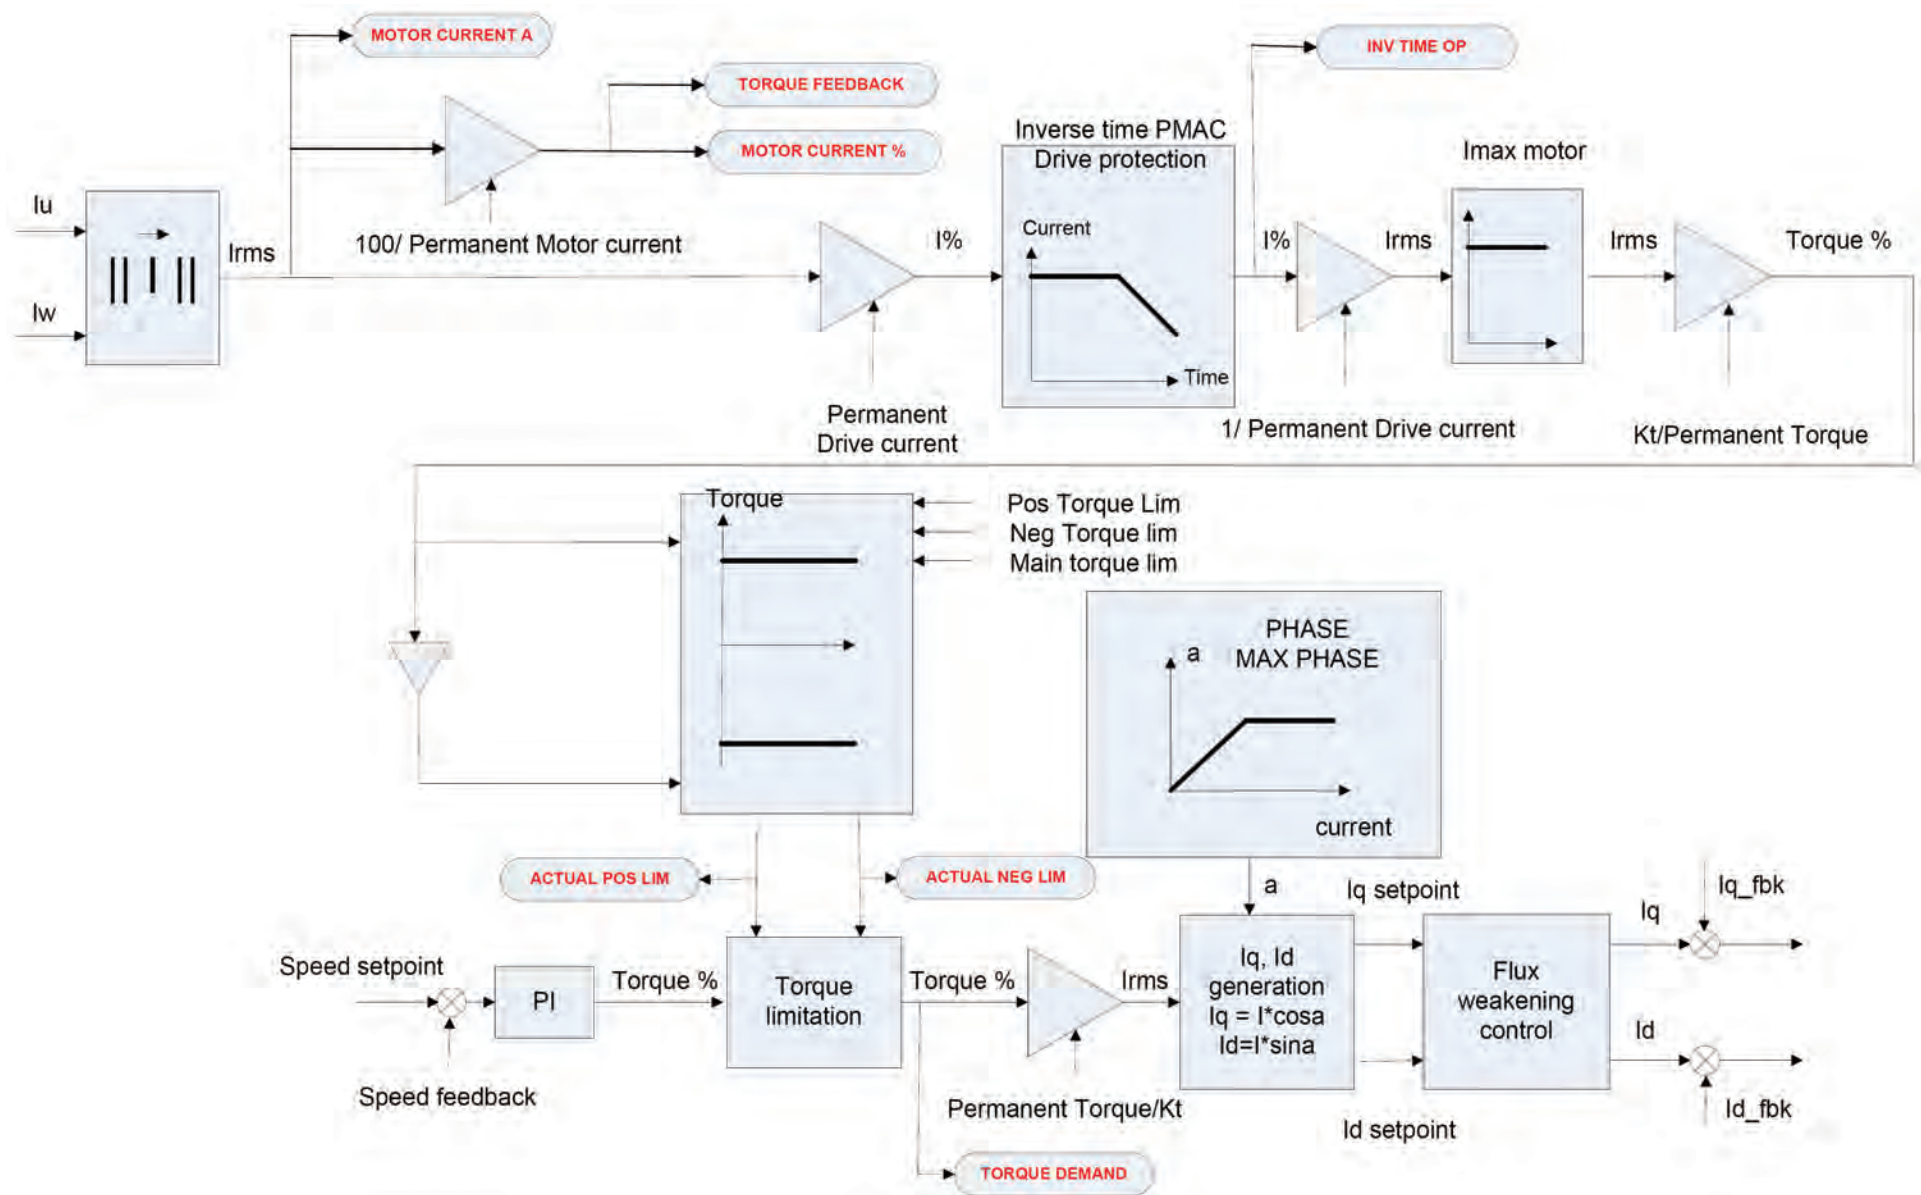 MOTOR CURRENT A
INV TIME OP
TORQUE FEEDBACK
MOTOR CURRENT %
Inverse time PMAC
Drive protection
Imax motor
Iu
Iw
Irms
100/ Permanent Motor current
I%
Current
Time
I%
Irms
Irms
Torque %
Permanent
Drive current
1/ Permanent Drive current
Kt/Permanent Torque
Torque
Pos Torque Lim
Neg Torque lim
Main torque lim
PHASE
MAX PHASE
a
current
ACTUAL POS LIM
ACTUAL NEG LIM
a
Iq setpoint
Iq_fbk
Iq
Speed setpoint
PI
Torque %
Torque
limitation
Torque %
Irms
Iq, Id
generation
Iq = I*cosa
Id=I*sina
Flux
weakening
control
Id
Speed feedback
Permanent Torque/Kt
Id setpoint
Id_fbk
TORQUE DEMAND